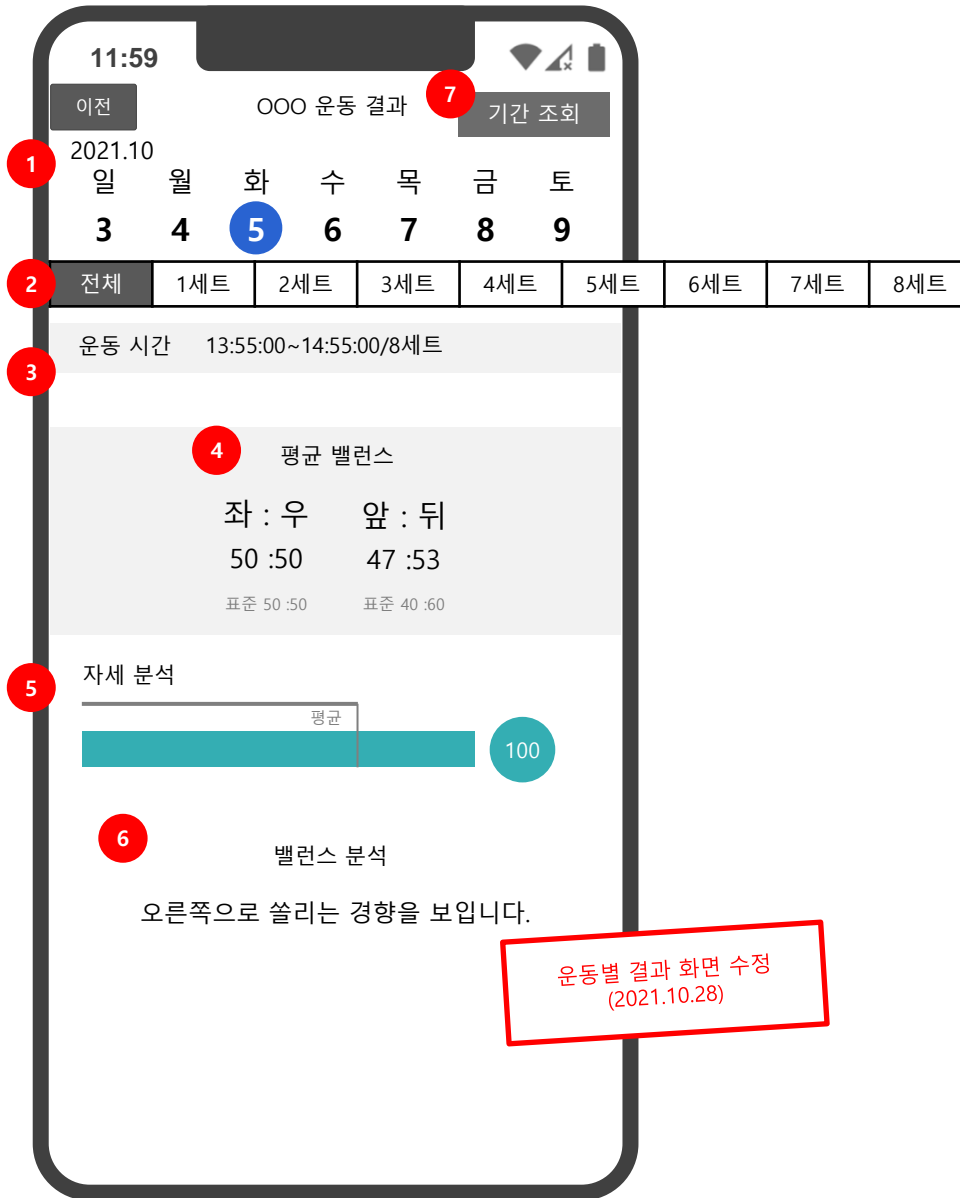 11:59
이전
OOO 운동 결과
7
기간 조회
1
2021.10
일 월 화 수 목 금 토
3 4 5 6 7 8 9
2
전체 1세트 2세트 3세트 4세트 5세트 6세트 7세트 8세트
운동 시간 13:55:00~14:55:00/8세트
3
4
평균 밸런스
좌 : 우 앞 : 뒤
50 :50 47 :53
표준 50 :50 표준 40 :60
자세 분석
5
평균
100
6
밸런스 분석
오른쪽으로 쏠리는 경향을 보입니다.
운동별 결과 화면 수정
(2021.10.28)